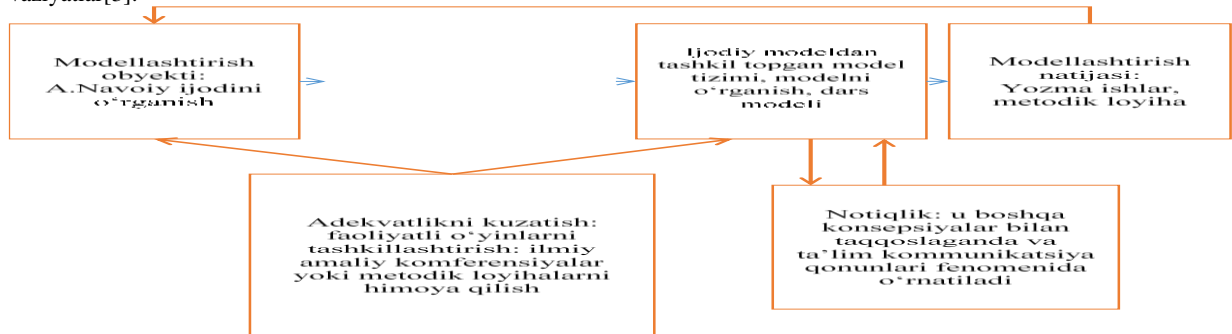 Modellashtirish
obyekti:
A.Navoiy ijodini
o‘rganish
Ijodiy modeldan
tashkil topgan model
tizimi, modelni
o‘rganish, dars
modeli
Modellashtirish
natijasi:
Yozma ishlar,
metodik loyiha
Adekvatlikni kuzatish:
faoliyatli o‘yinlarni
tashkillashtirish: ilmiy
amaliy komferensiyalar
yoki metodik loyihalarni
himoya qilish
Notiqlik: u boshqa
konsepsiyalar bilan
taqqoslaganda va
ta’lim kommunikatsiya
qonunlari fenomenida
o‘rnatiladi